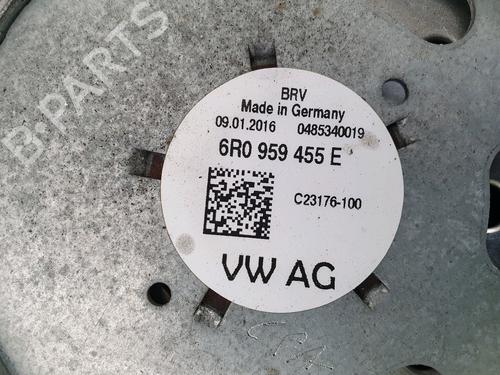 B-PARTS
BRV
Made in Germany
09.01.2016 0485340019
6R0 959 455 E
C23176-100
VW AG